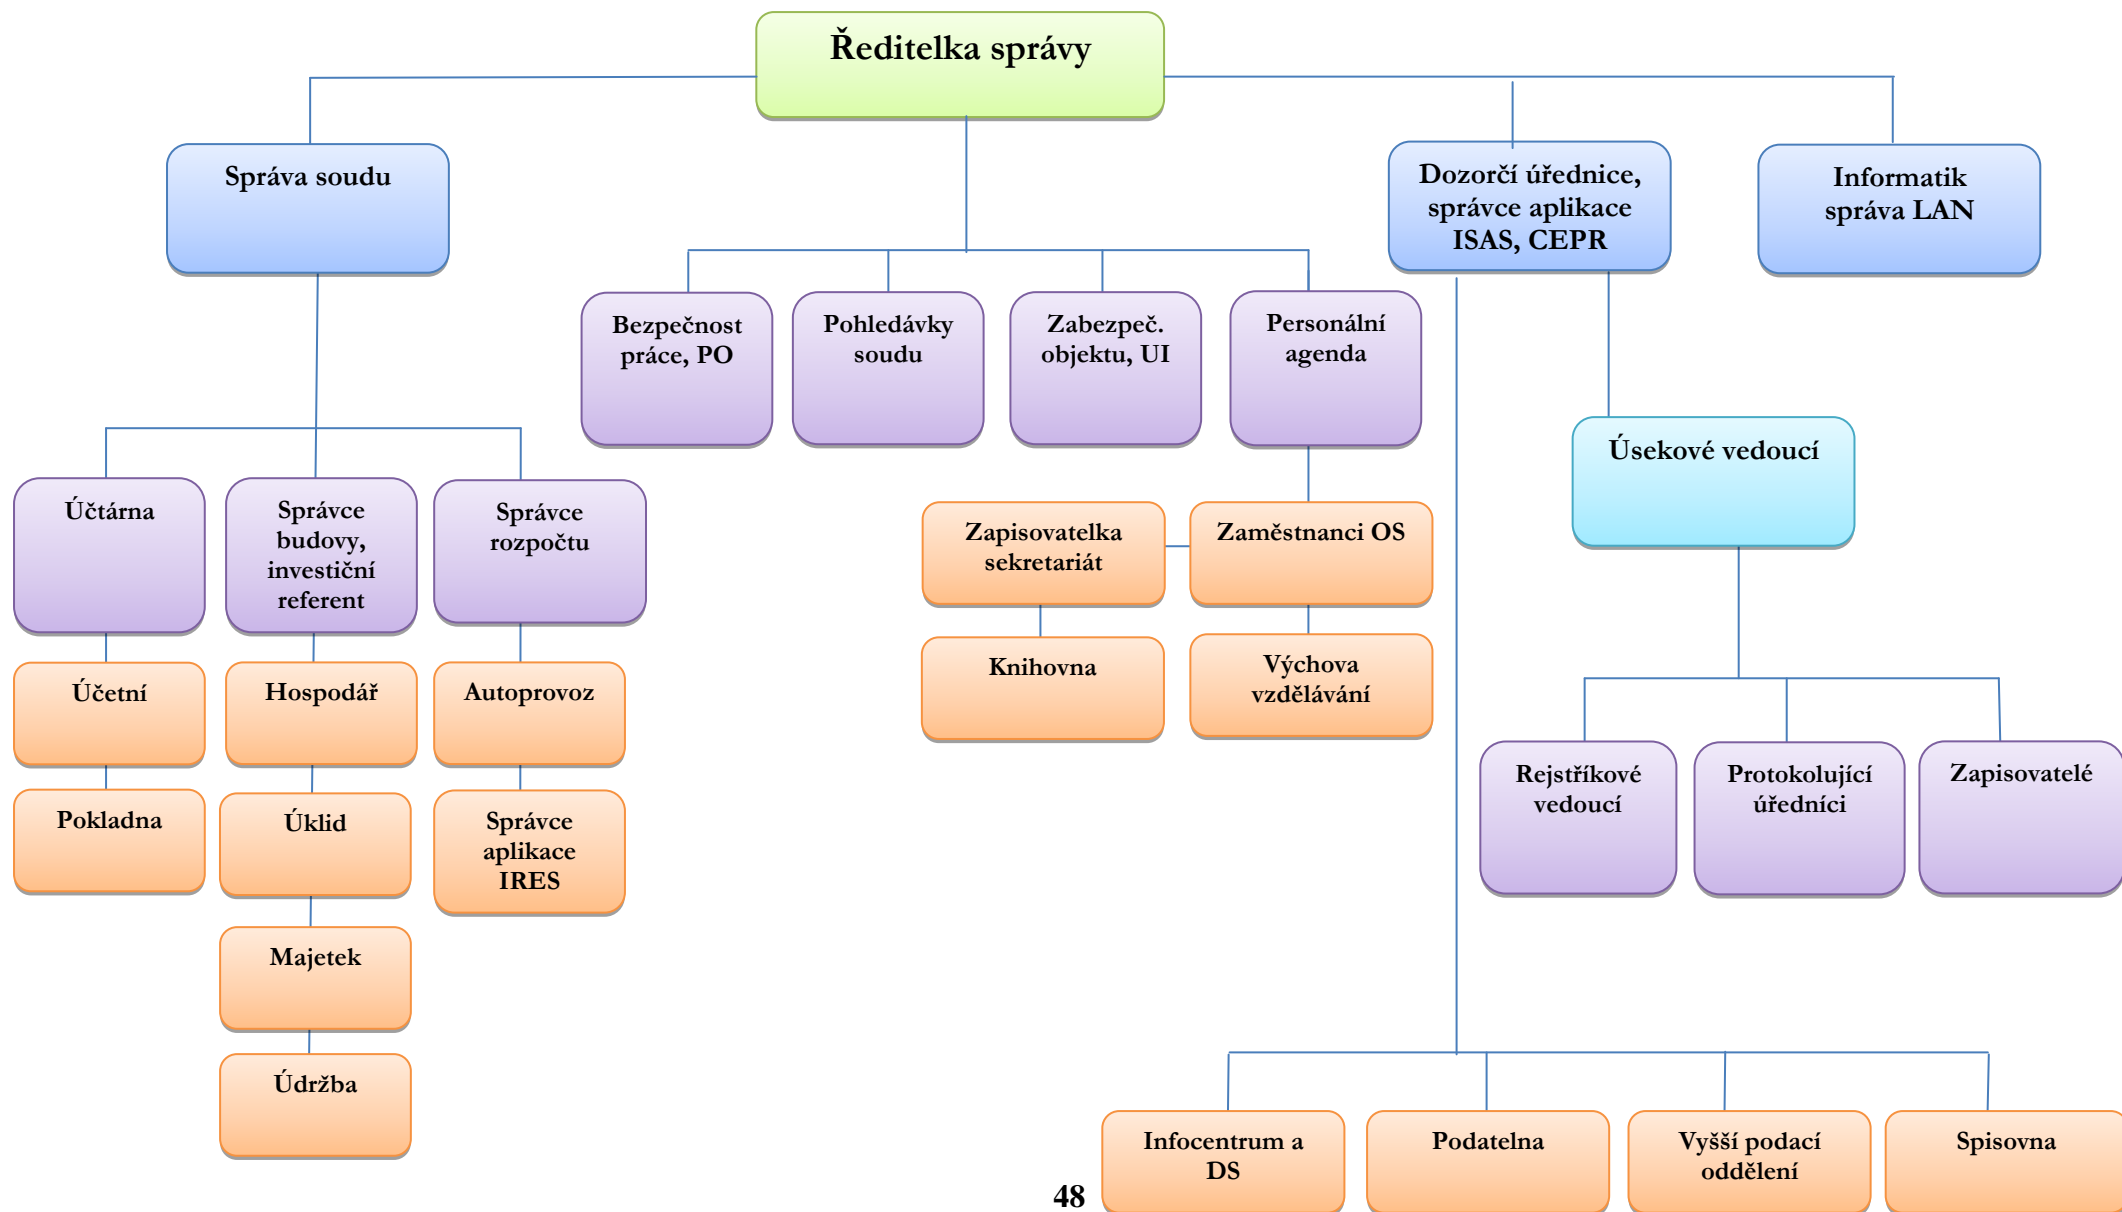 Ředitelka správy
Správa soudu
Dozorčí úřednice,
správce aplikace
ISAS, CEPR
Informatik
správa LAN
Bezpečnost
práce, PO
Pohledávky
soudu
Zabezpeč.
objektu, UI
Personální
agenda
Úsekové vedoucí
Účtárna
Správce
budovy,
investiční
referent
Správce
rozpočtu
Zapisovatelka
sekretariát
Zaměstnanci OS
Účetní
Hospodář
Autoprovoz
Knihovna
Výchova
vzdělávání
Rejstříkové
vedoucí
Protokolující
úředníci
Zapisovatelé
Pokladna
Úklid
Správce
aplikace
IRES
Majetek
Údržba
Infocentrum a
DS
Podatelna
Vyšší podací
oddělení
Spisovna
48